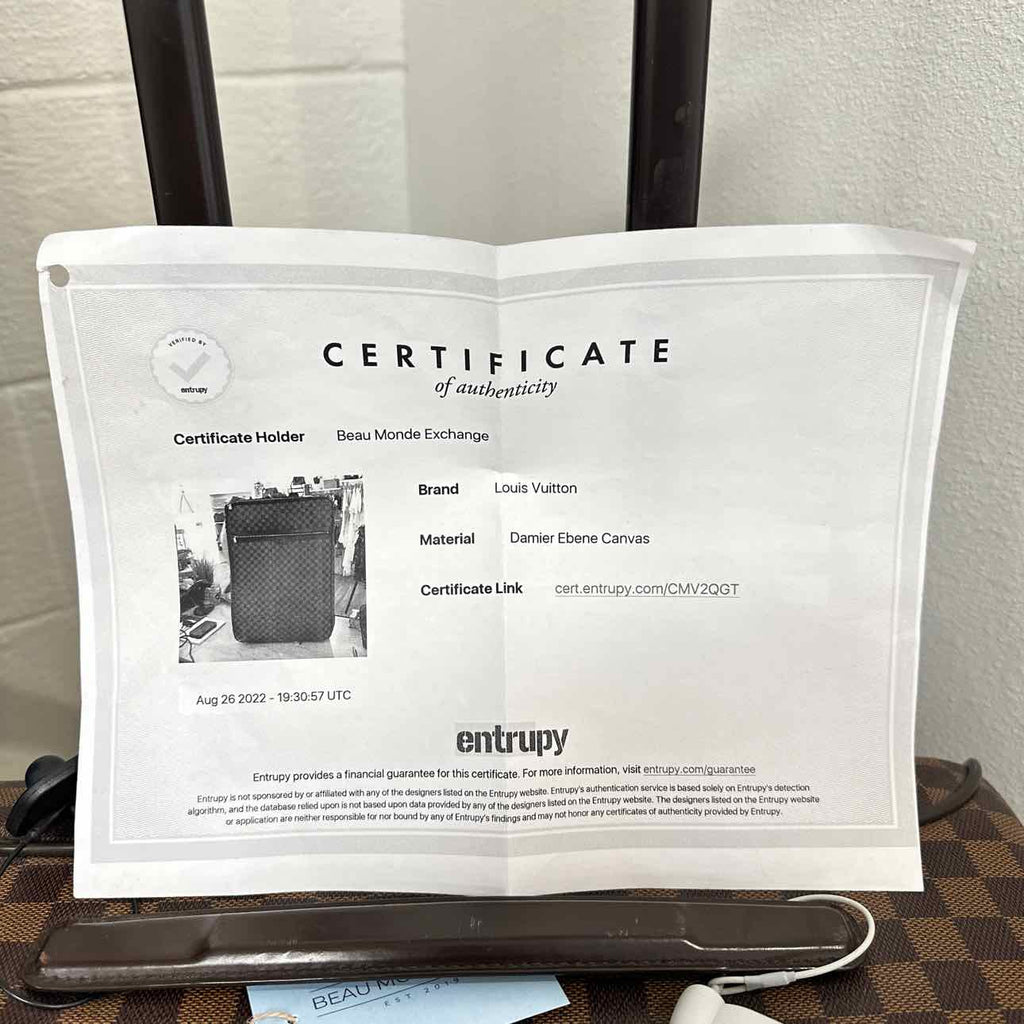 VERIFIED BY
entrupy
CERTIFICATE
of authenticity
Certificate Holder Beau Monde Exchange
Brand Louis Vuitton
Material Damier Ebene Canvas
Certificate Link cert.entrupy.com/CMV2QGT
Aug 26 2022 - 19:30:57 UTC
entrupy
Entrupy provides a financial guarantee for this certificate. For more information, visit entrupy.com/guarantee
Entrupy is not sponsored by or affiliated with any of the designers listed on the Entrupy website. Entrupy's authentication service is based solely on Entrupy's detection
algorithm, and the database relied upon is not based upon data provided by any of the designers listed on the Entrupy website. The designers listed on the Entrupy website
or application are neither responsible for nor bound by any of Entrupy's findings and may not honor any certificates of authenticity provided by Entrupy.
BEAU
EST 2019